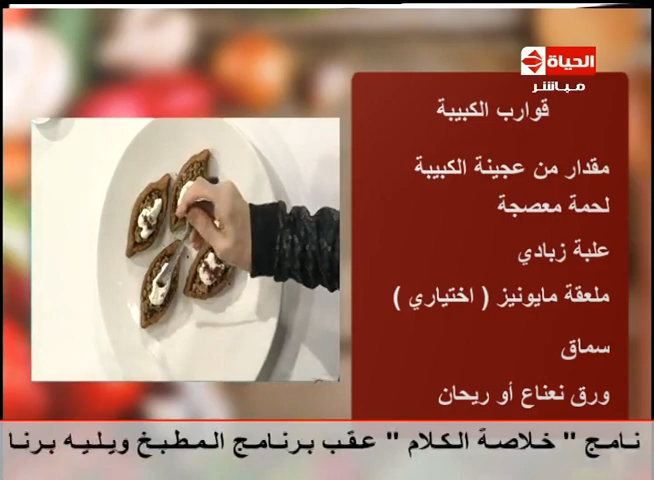 الحياة
مباشر
قوارب الكبيبة
مقدار من عجينة الكبيبة
لحمة معصجة
علبة زبادي
ملعقة مايونيز ( اختياري )
سماق
ورق نعناع أو ريحان
نامج " خلاصة الكلام " عقب برنامج المطبخ ويليه برنا